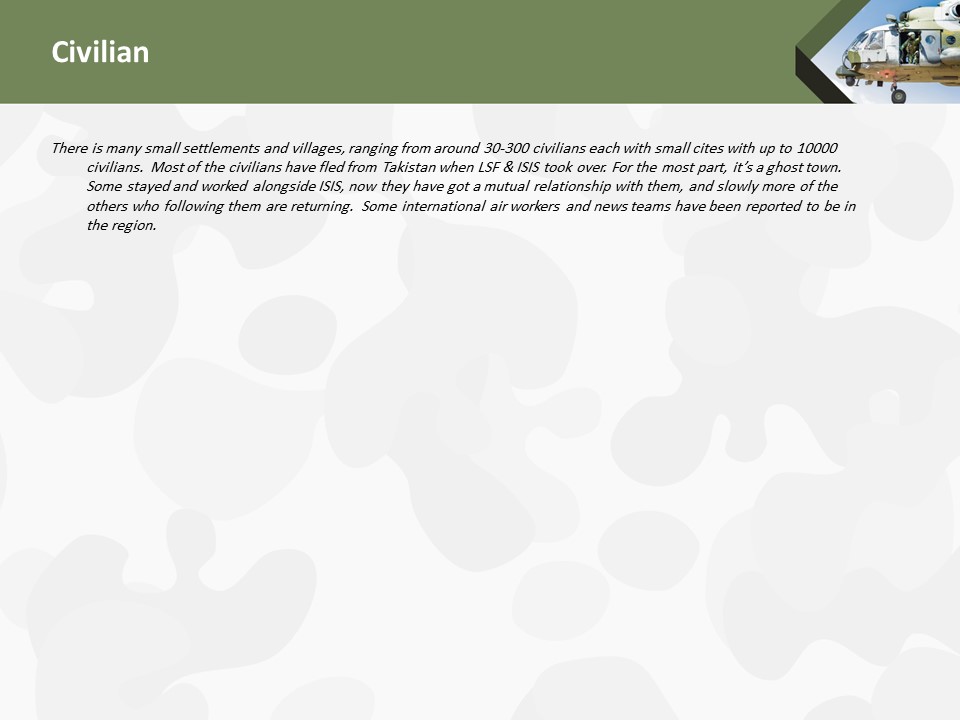 Civilian
There is many small settlements and villages, ranging from around 30-300 civilians each with small cites with up to 10000
civilians. Most of the civilians have fled from Takistan when LSF & ISIS took over. For the most part, it's a ghost town.
Some stayed and worked alongside ISIS, now they have got a mutual relationship with them, and slowly more of the
others who following them are returning. Some international air workers and news teams have been reported to be in
the region.